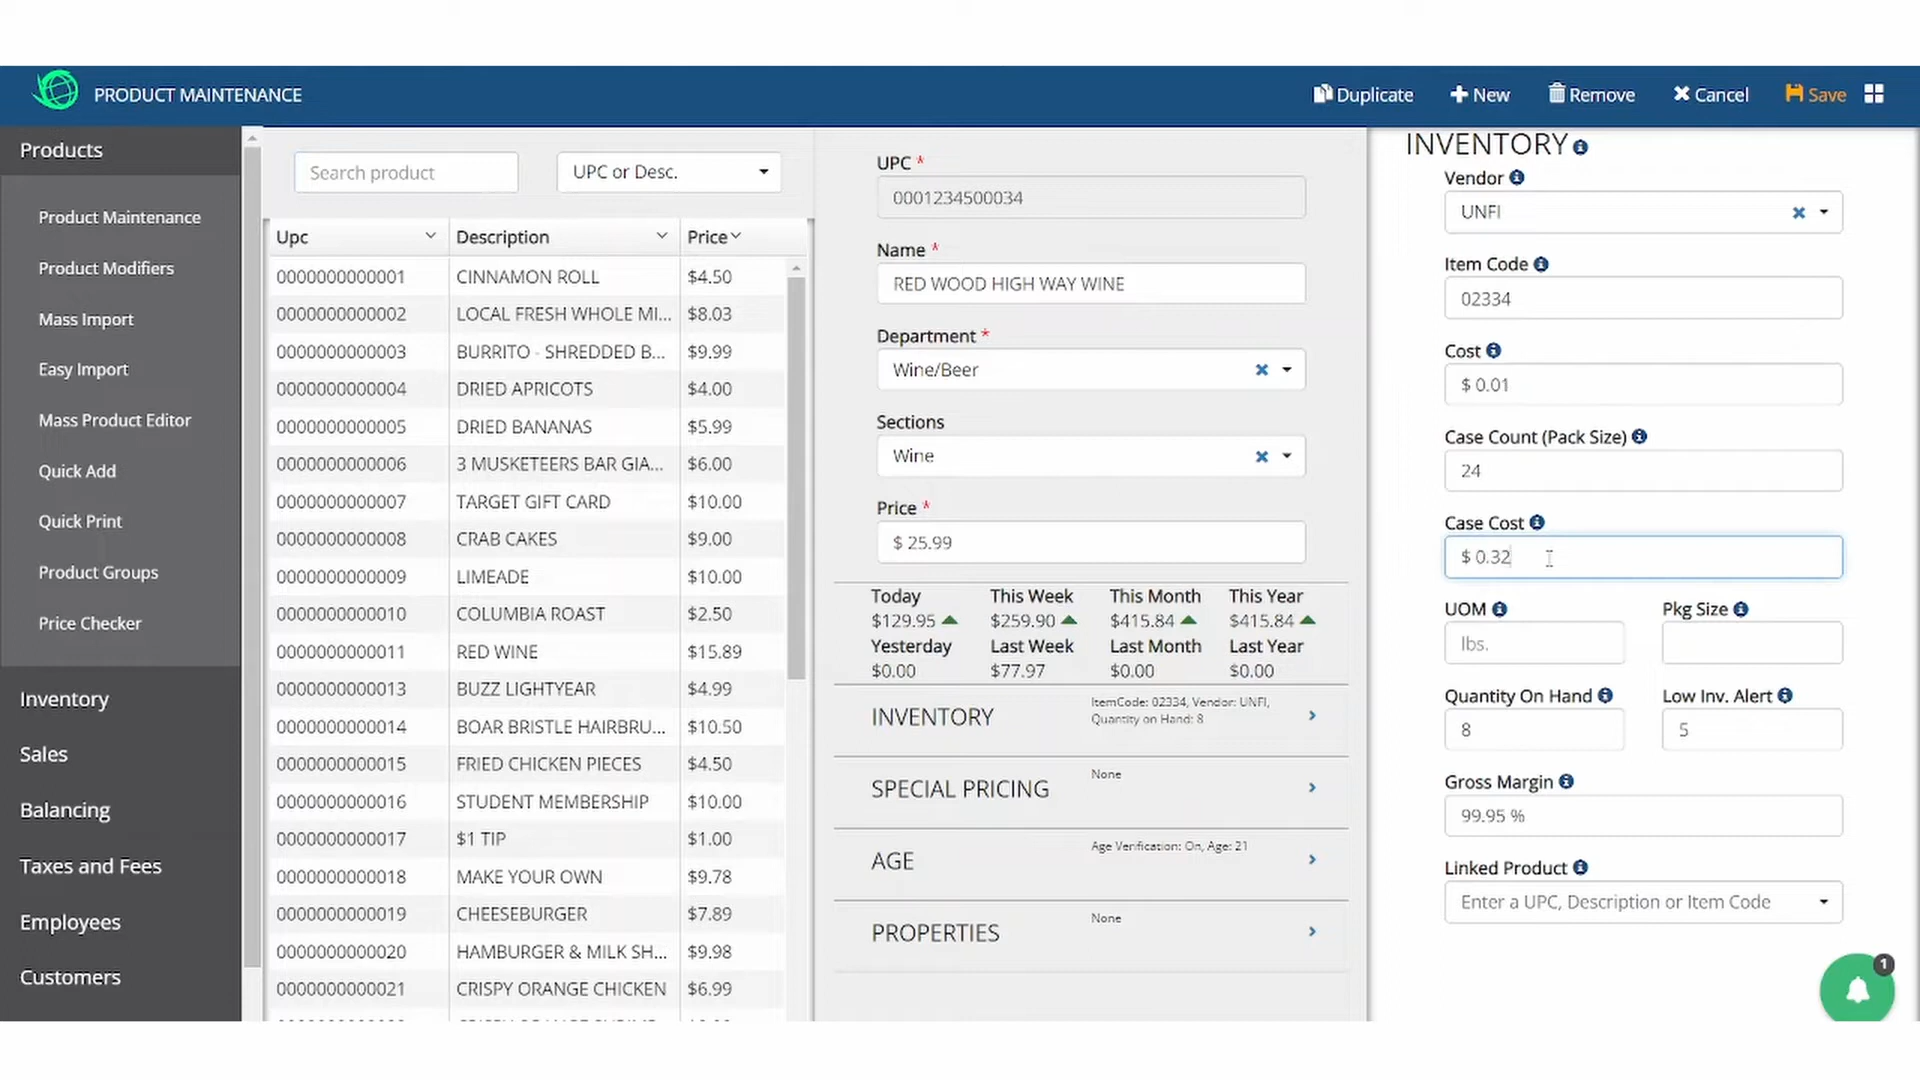 PRODUCT MAINTENANCE
Duplicate
New
Remove
Cancel
Save
Products
Product Maintenance
Product Modifiers
Mass Import
Easy Import
Mass Product Editor
Quick Add
Quick Print
Product Groups
Price Checker
Inventory
Sales
Balancing
Taxes and Fees
Employees
Customers
Search product
UPC or Desc.
Upc Description Price
0000000000001 CINNAMON ROLL $4.50
0000000000002 LOCAL FRESH WHOLE MI... $8.03
0000000000003 BURRITO - SHREDDED B... $9.99
0000000000004 DRIED APRICOTS $4.00
0000000000005 DRIED BANANAS $5.99
0000000000006 3 MUSKETEERS BAR GIA... $6.00
0000000000007 TARGET GIFT CARD $10.00
0000000000008 CRAB CAKES $9.00
0000000000009 LIMEADE $10.00
0000000000010 COLUMBIA ROAST $2.50
0000000000011 RED WINE $15.89
0000000000013 BUZZ LIGHTYEAR $4.99
0000000000014 BOAR BRISTLE HAIRBRU... $10.50
0000000000015 FRIED CHICKEN PIECES $4.50
0000000000016 STUDENT MEMBERSHIP $10.00
0000000000017 $1 TIP $1.00
0000000000018 MAKE YOUR OWN $9.78
0000000000019 CHEESEBURGER $7.89
0000000000020 HAMBURGER & MILK SH... $9.98
0000000000021 CRISPY ORANGE CHICKEN $6.99
UPC *
0001234500034
Name *
RED WOOD HIGH WAY WINE
Department *
Wine/Beer
Sections
Wine
Price *
$ 25.99
Today This Week This Month This Year
$129.95 $259.90 $415.84 $415.84
Yesterday Last Week Last Month Last Year
$0.00 $77.97 $0.00 $0.00
INVENTORY
ItemCode: 02334, Vendor: UNFI,
Quantity on Hand: 8
SPECIAL PRICING
None
AGE
Age Verification: On, Age: 21
PROPERTIES
None
INVENTORY
Vendor
UNFI
Item Code
02334
Cost
$ 0.01
Case Count (Pack Size)
24
Case Cost
$ 0.32
UOM Pkg Size
lbs.
Quantity On Hand Low Inv. Alert
8 5
Gross Margin
99.95 %
Linked Product
Enter a UPC, Description or Item Code
1